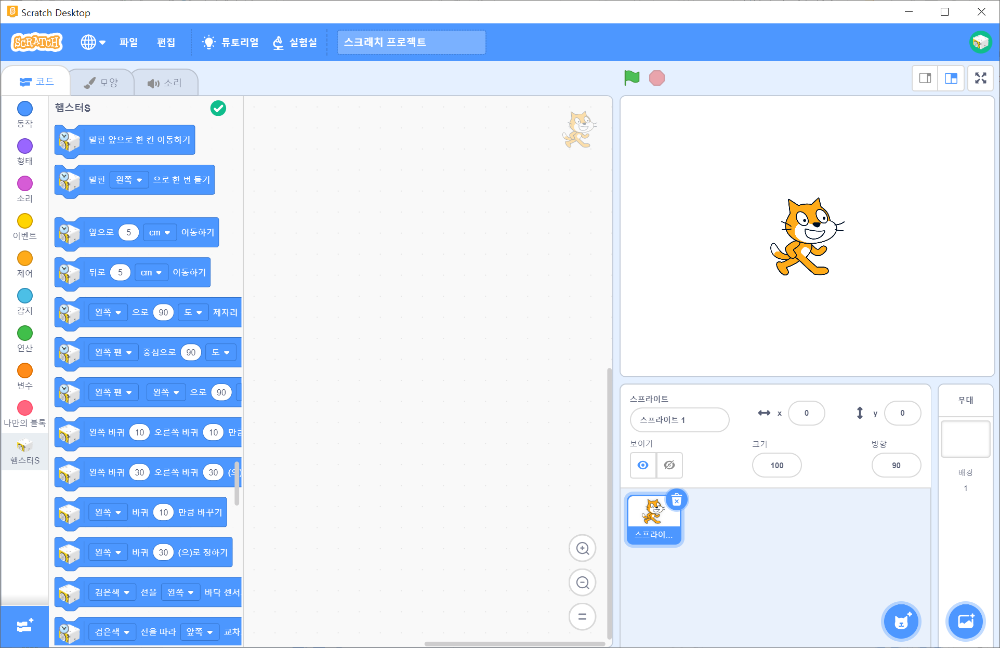 Scratch Desktop
SCRATCH 파일 편집 튜토리얼 실험실 스크래치 프로젝트
코드 모양 소리
동작
형태
소리
이벤트
제어
감지
연산
변수
나만의 블록
햄스터S
햄스터S
말판 앞으로 한 칸 이동하기
말판 왼쪽 으로 한 번 돌기
앞으로 5 cm 이동하기
뒤로 5 cm 이동하기
왼쪽 으로 90 도 제자리
왼쪽 펜 중심으로 90 도
왼쪽 펜 왼쪽 으로 90
왼쪽 바퀴 10 오른쪽 바퀴 10 만큼
왼쪽 바퀴 30 오른쪽 바퀴 30 (으)
왼쪽 바퀴 10 만큼 바꾸기
왼쪽 바퀴 30 (으)로 정하기
검은색 선을 왼쪽 바닥 센서
검은색 선을 따라 앞쪽 교차
스프라이트
스프라이트 1
x 0 y 0
보이기 크기 방향
100 90
스프라이...
무대
배경
1